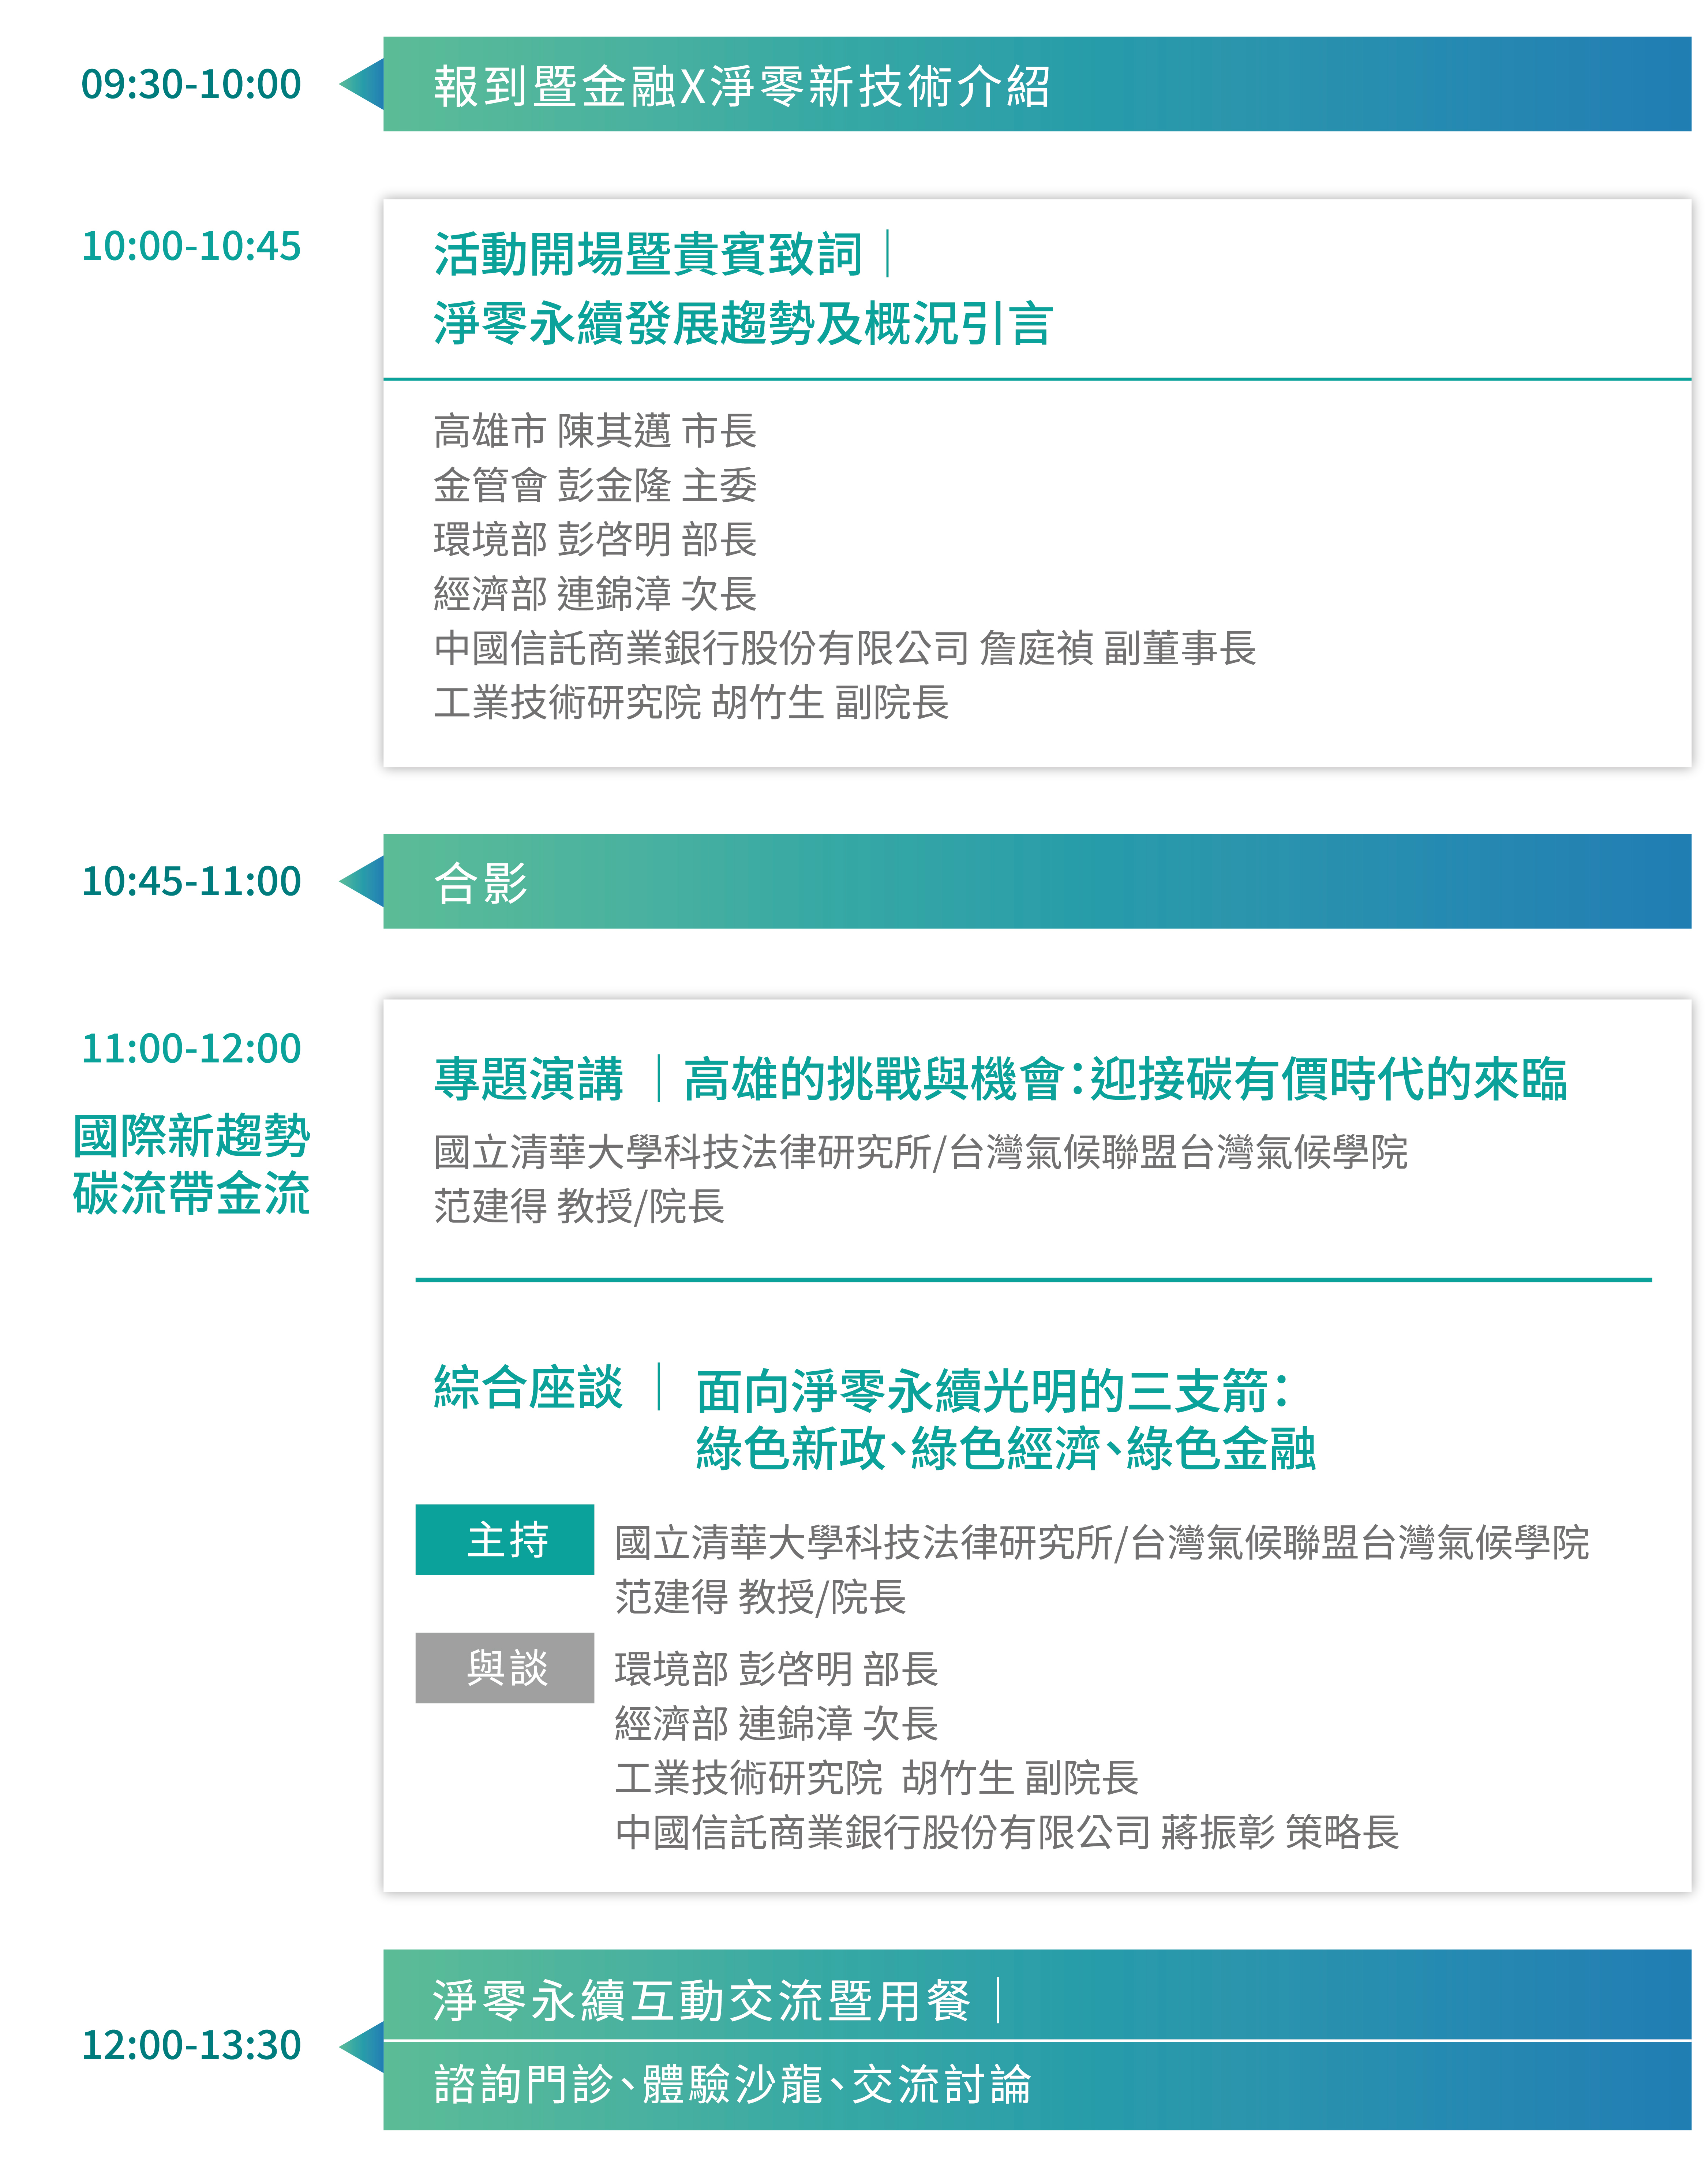 09:30-10:00
報到暨金融X淨零新技術介紹
10:00-10:45
活動開場暨貴賓致詞｜
淨零永續發展趨勢及概況引言
高雄市 陳其邁 市長
金管會 彭金隆 主委
環境部 彭啓明 部長
經濟部 連錦漳 次長
中國信託商業銀行股份有限公司 詹庭禎 副董事長
工業技術研究院 胡竹生 副院長
10:45-11:00
合影
11:00-12:00
國際新趨勢
碳流帶金流
專題演講｜高雄的挑戰與機會：迎接碳有價時代的來臨
國立清華大學科技法律研究所/台灣氣候聯盟台灣氣候學院
范建得 教授/院長
綜合座談｜面向淨零永續光明的三支箭：
綠色新政、綠色經濟、綠色金融
主持
國立清華大學科技法律研究所/台灣氣候聯盟台灣氣候學院
范建得 教授/院長
與談
環境部 彭啓明 部長
經濟部 連錦漳 次長
工業技術研究院 胡竹生 副院長
中國信託商業銀行股份有限公司 蔣振彰 策略長
12:00-13:30
淨零永續互動交流暨用餐｜
諮詢門診、體驗沙龍、交流討論